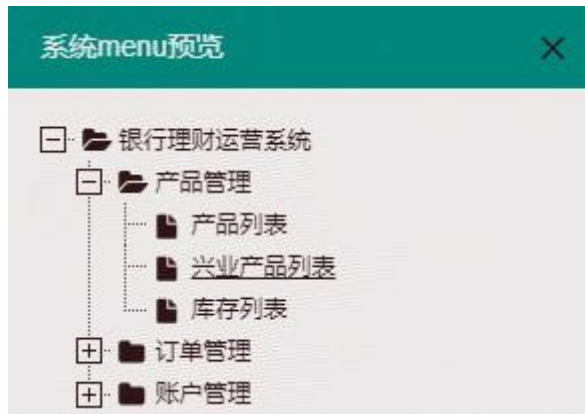 系统menu预览
银行理财运营系统
产品管理
产品列表
兴业产品列表
库存列表
订单管理
账户管理